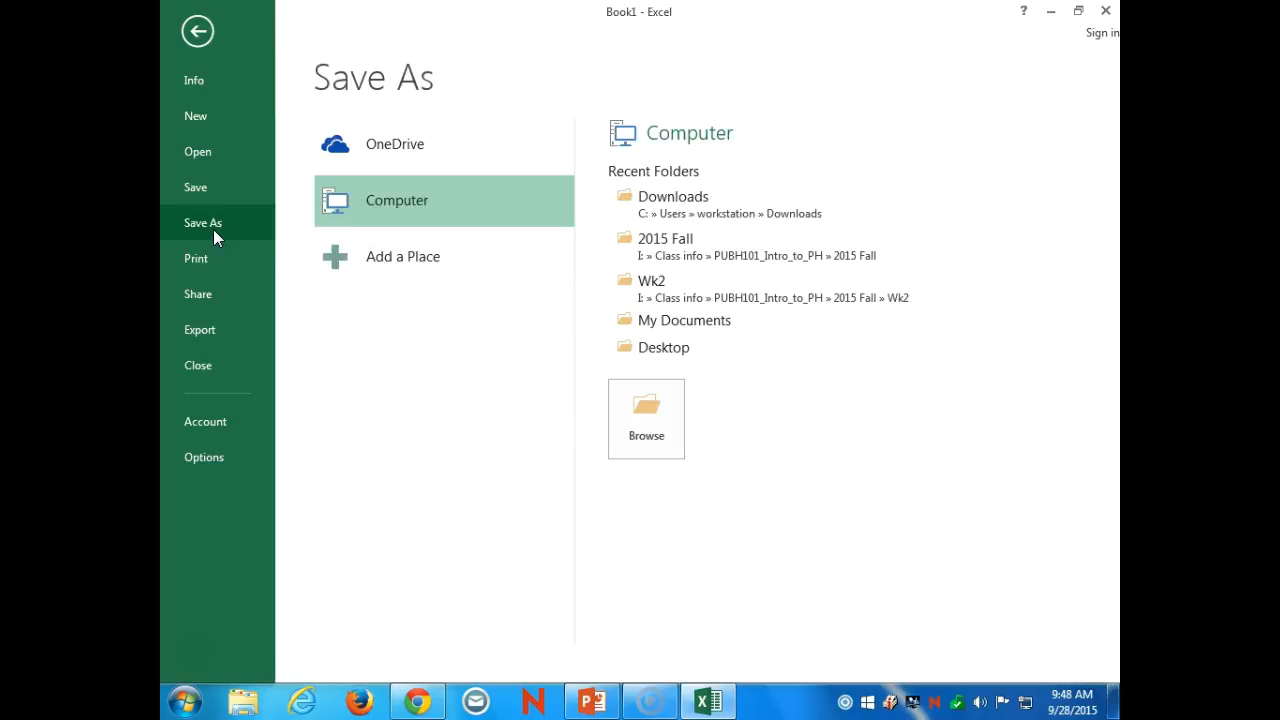 Book1 - Excel
?
Sign in
Info
New
Open
Save
Save As
Print
Share
Export
Close
Account
Options
Save As
OneDrive
Computer
Add a Place
Computer
Recent Folders
Downloads
C: » Users » workstation » Downloads
2015 Fall
I: » Class info » PUBH101_Intro_to_PH » 2015 Fall
Wk2
I: » Class info » PUBH101_Intro_to_PH » 2015 Fall » Wk2
My Documents
Desktop
Browse
9:48 AM
9/28/2015